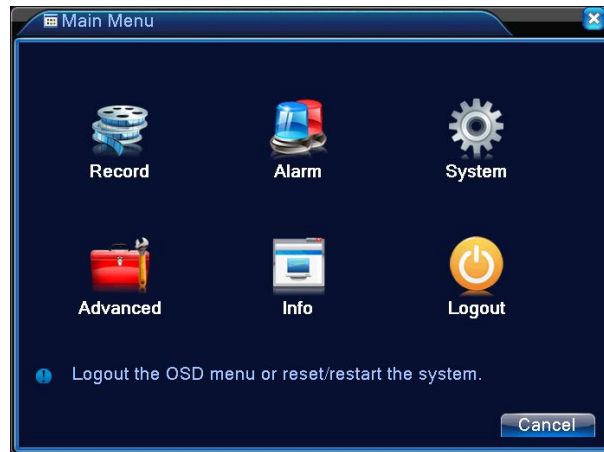 Main Menu
Record Alarm System
Advanced Info Logout
Logout the OSD menu or reset/restart the system.
Cancel